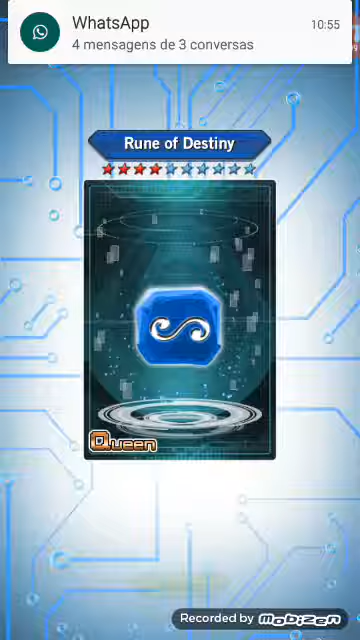 WhatsApp
10:55
4 mensagens de 3 conversas
Rune of Destiny
Queen
Recorded by mobizen